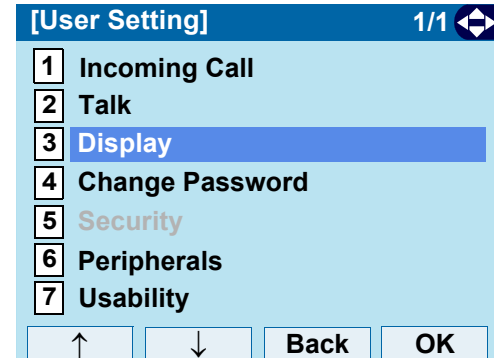 [User Setting] 1/1
1 Incoming Call
2 Talk
3 Display
4 Change Password
5 Security
6 Peripherals
7 Usability
↑ ↓ Back OK